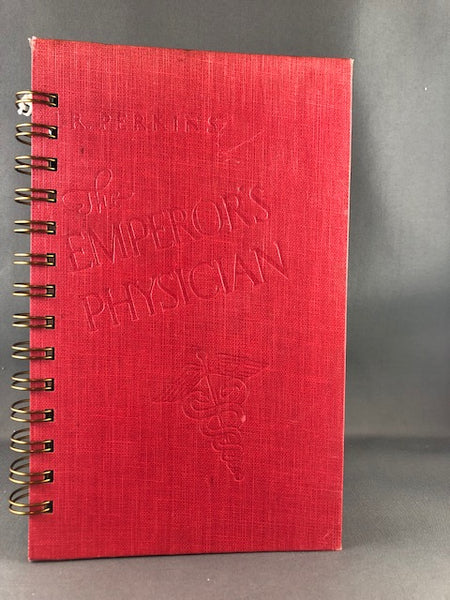 R. PERKINS
The
EMPEROR'S
PHYSICIAN